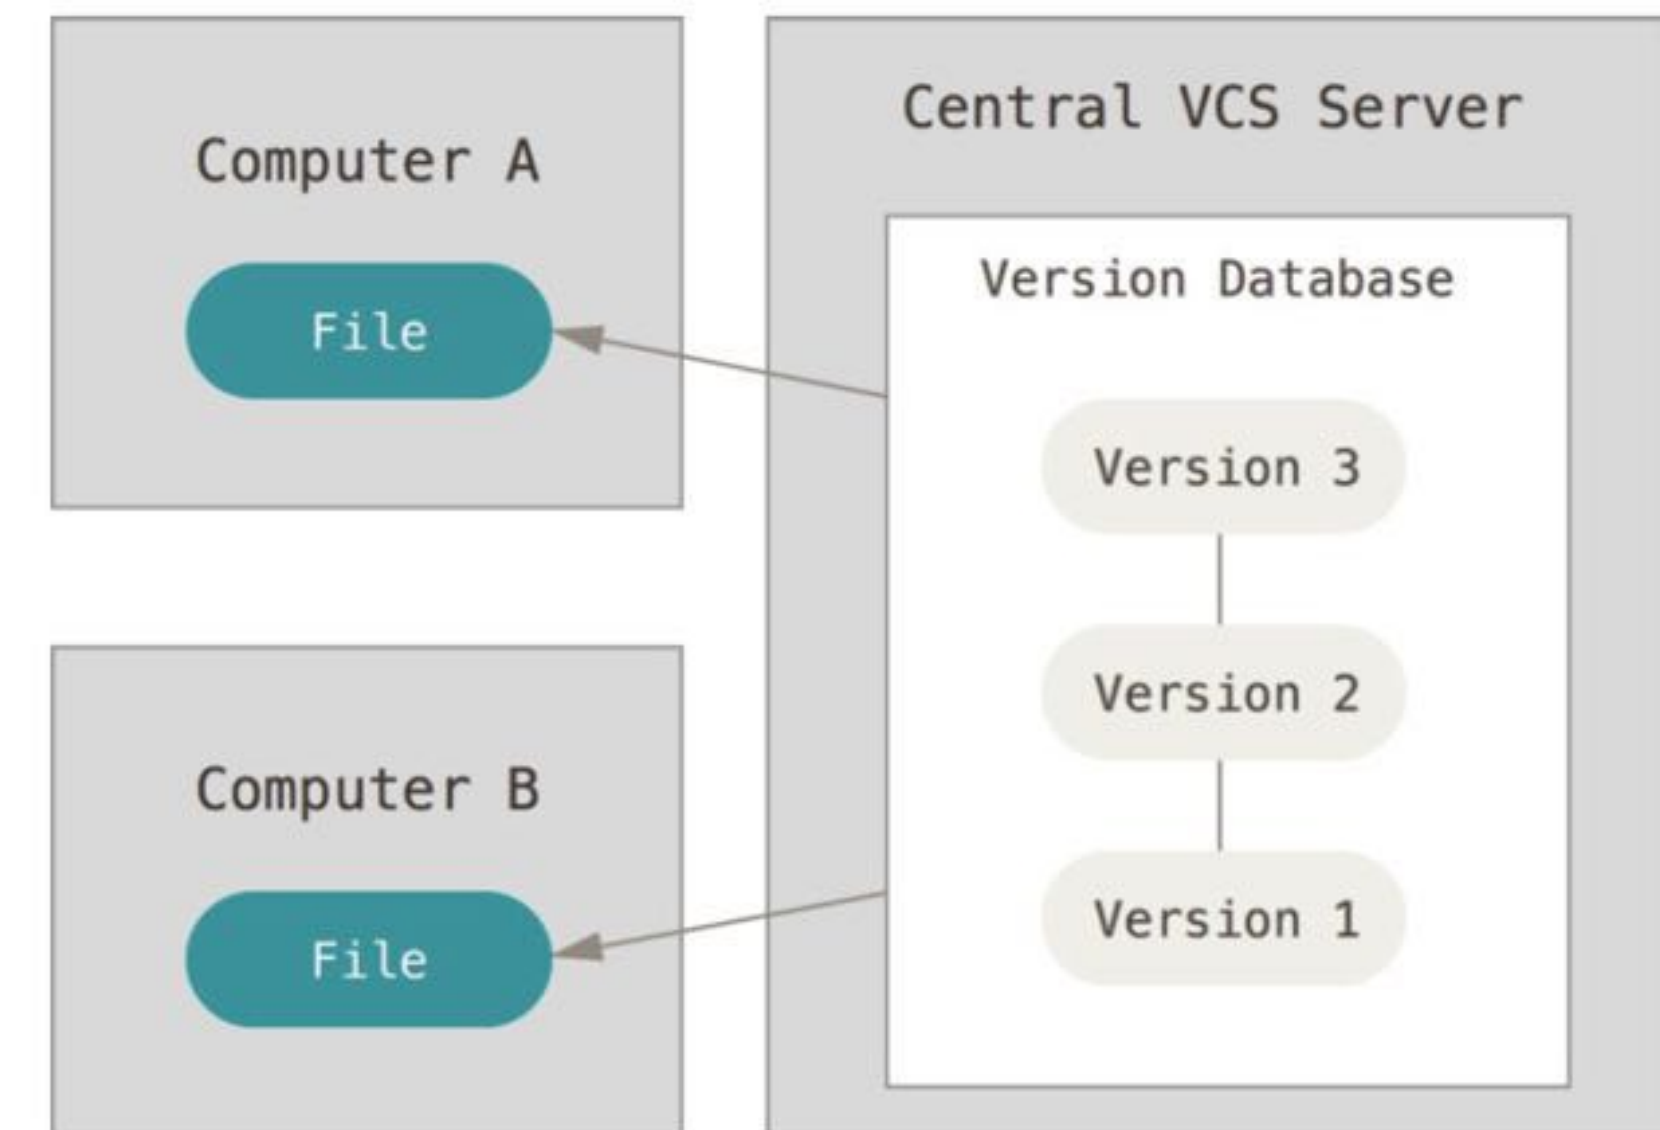 Computer A
File
Computer B
File
Central VCS Server
Version Database
Version 3
Version 2
Version 1